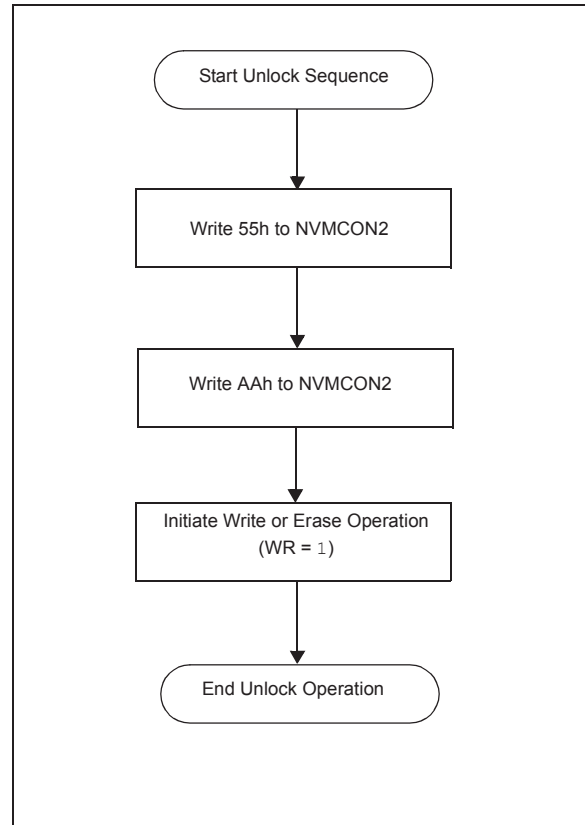 Start Unlock Sequence
Write 55h to NVMCON2
Write AAh to NVMCON2
Initiate Write or Erase Operation
(WR = 1)
End Unlock Operation